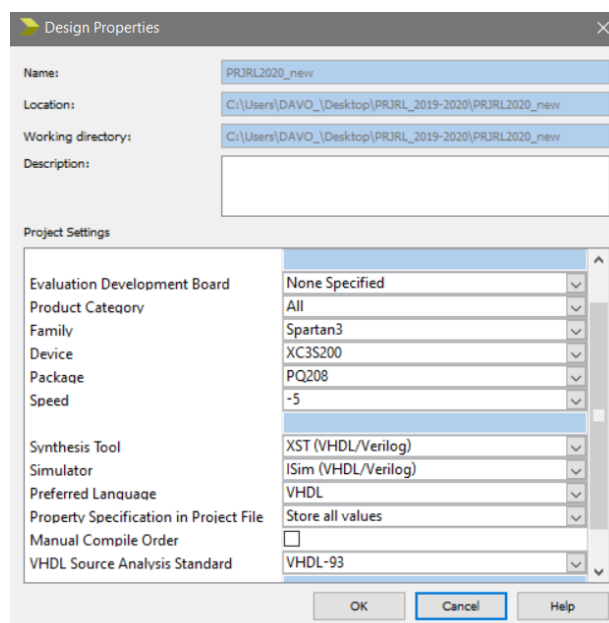 Design Properties
Name: PRJRL2020_new
Location: C:\Users\DAVO_\Desktop\PRJRL_2019-2020\PRJRL2020_new
Working directory: C:\Users\DAVO_\Desktop\PRJRL_2019-2020\PRJRL2020_new
Description:
Project Settings
Evaluation Development Board None Specified
Product Category All
Family Spartan3
Device XC3S200
Package PQ208
Speed -5
Synthesis Tool XST (VHDL/Verilog)
Simulator ISim (VHDL/Verilog)
Preferred Language VHDL
Property Specification in Project File Store all values
Manual Compile Order
VHDL Source Analysis Standard VHDL-93
OK Cancel Help